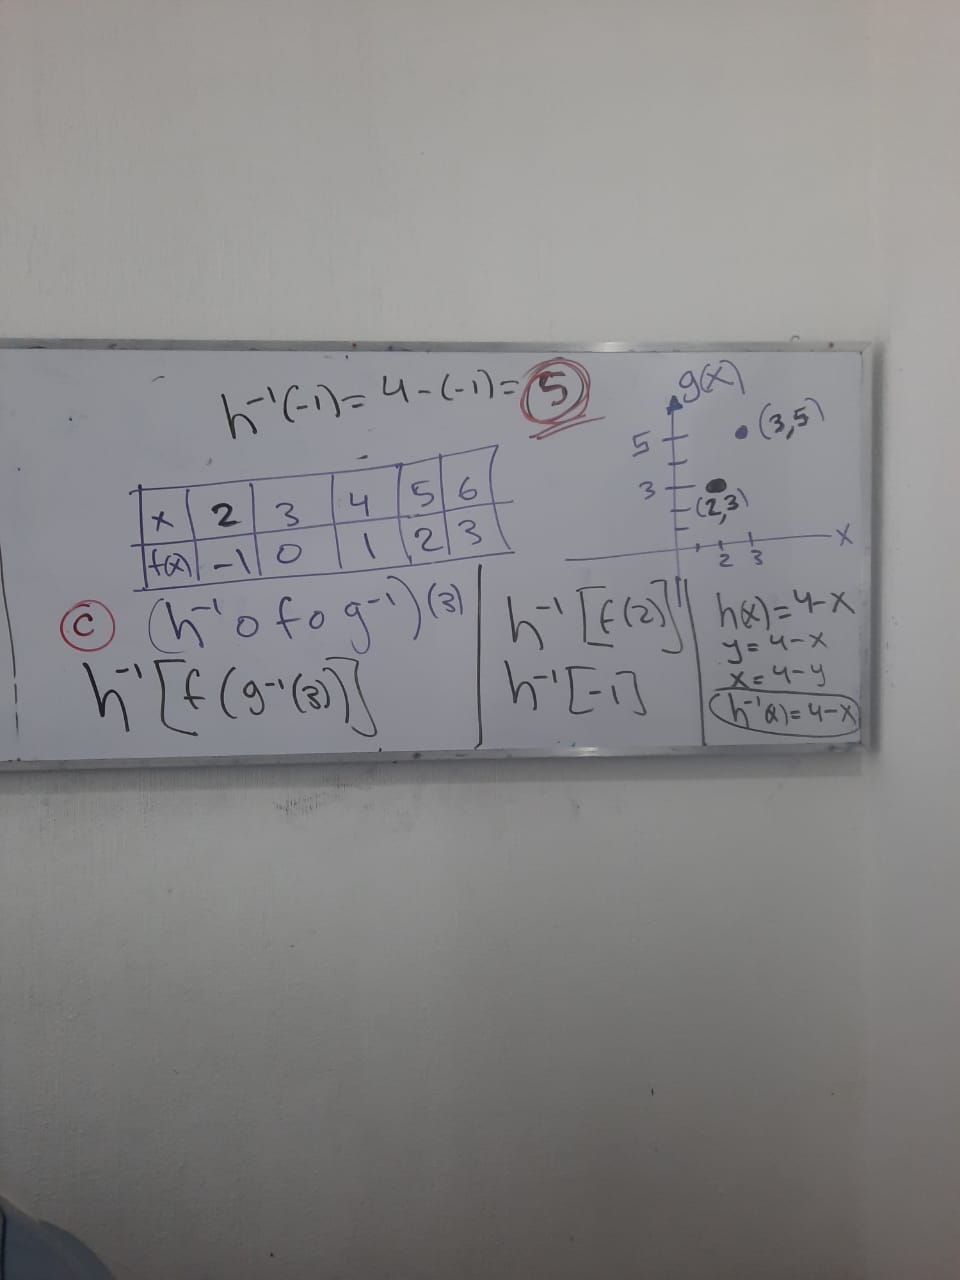 h⁻¹(-1)= 4-(-1)= 5
g(x)
(3,5)
5
3
(2,3)
2 3
x
x 2 3 4 5 6
f(x) -1 0 1 2 3
C (h⁻¹ o f o g⁻¹)(3)
h⁻¹[f(g⁻¹(3)]
h⁻¹[f(2)]
h⁻¹[-1]
h(x)=4-x
y=4-x
x=4-y
h⁻¹(x)=4-x